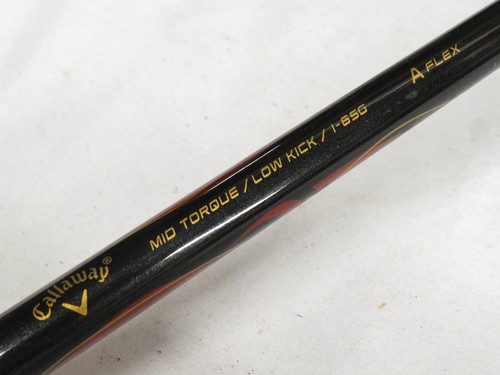 Callaway®
MID TORQUE / LOW KICK / I-65G
A FLEX